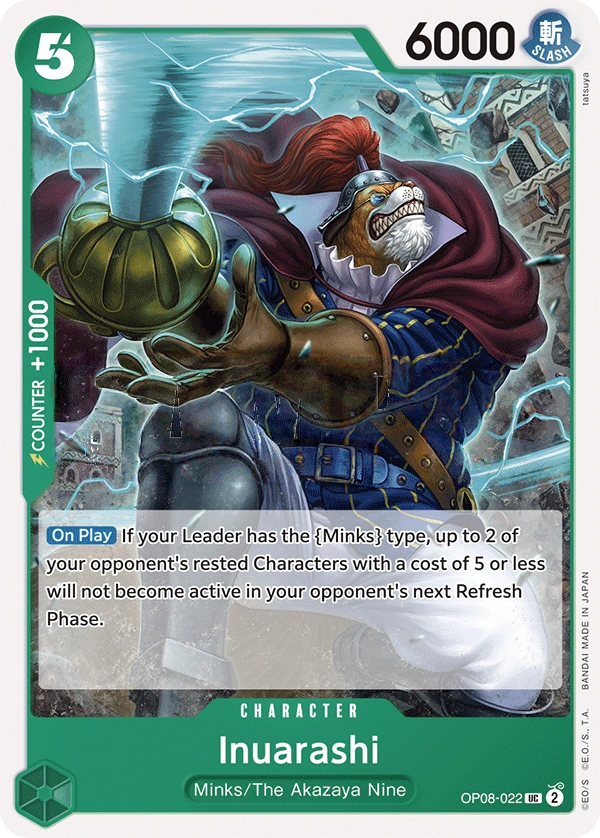 5
6000
斬
SLASH
tatsuya
COUNTER +1000
On Play If your Leader has the {Minks} type, up to 2 of
your opponent's rested Characters with a cost of 5 or less
will not become active in your opponent's next Refresh
Phase.
CHARACTER
Inuarashi
Minks/The Akazaya Nine
OP08-022 UC 2
©EO/S ©E.O./S., T.A. BANDAI MADE IN JAPAN